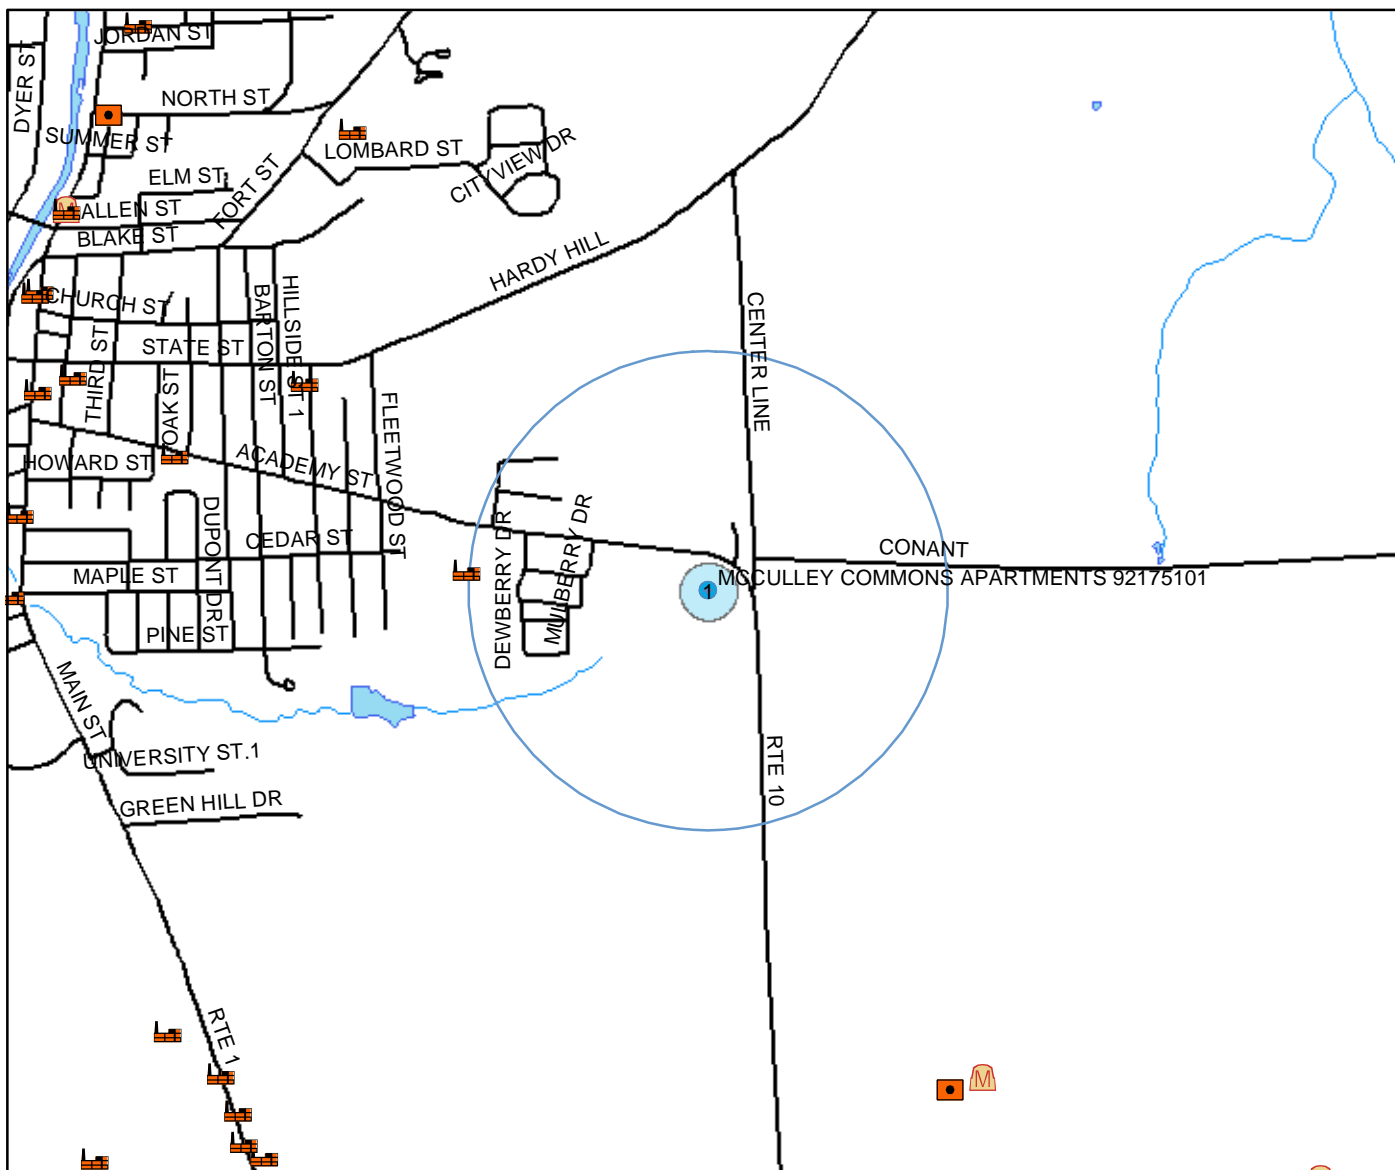 JORDAN ST
DYER ST
NORTH ST
SUMMER ST
LOMBARD ST
CITYVIEW DR
ELM ST
FORT ST
M
ALLEN ST
BLAKE ST
HARDY HILL
CHURCH ST
BARTON ST
HILLSIDE ST 1
CENTER LINE
THIRD ST
STATE ST
OAK ST
FLEETWOOD ST
HOWARD ST
ACADEMY ST
DUPONT DR
CEDAR ST
DEWBERRY DR
MULBERRY DR
CONANT
MAPLE ST
1
MCCULLEY COMMONS APARTMENTS 92175101
PINE ST
MAIN ST
UNIVERSITY ST.1
RTE 10
GREEN HILL DR
RTE 1
M